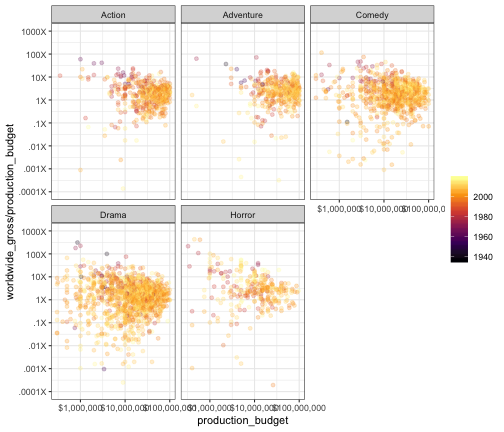 Action Adventure Comedy
1000X
100X
10X
1X
.1X
.01X
.001X
.0001X
$1,000,000 $10,000,000 $100,000,000
2000
1980
1960
1940
Drama Horror
1000X
100X
10X
1X
.1X
.01X
.001X
.0001X
$1,000,000 $10,000,000 $100,000,000 $1,000,000 $10,000,000 $100,000,000
production_budget
worldwide_gross/production_budget